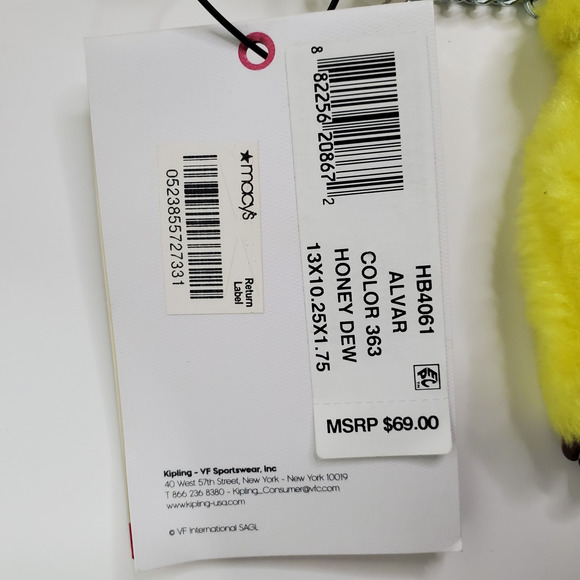 8 82256 20867 2
HB4061
ALVAR
COLOR 363
HONEY DEW
13X10.25X1.75
MSRP $69.00
★macy's
Return
Label
0523855727331
Kipling - VF Sportswear, Inc
40 West 57th Street, New York - New York 10019
T 866 236 8380 - Kipling_Consumer@vfc.com
www.kipling-usa.com
© VF International SAGL